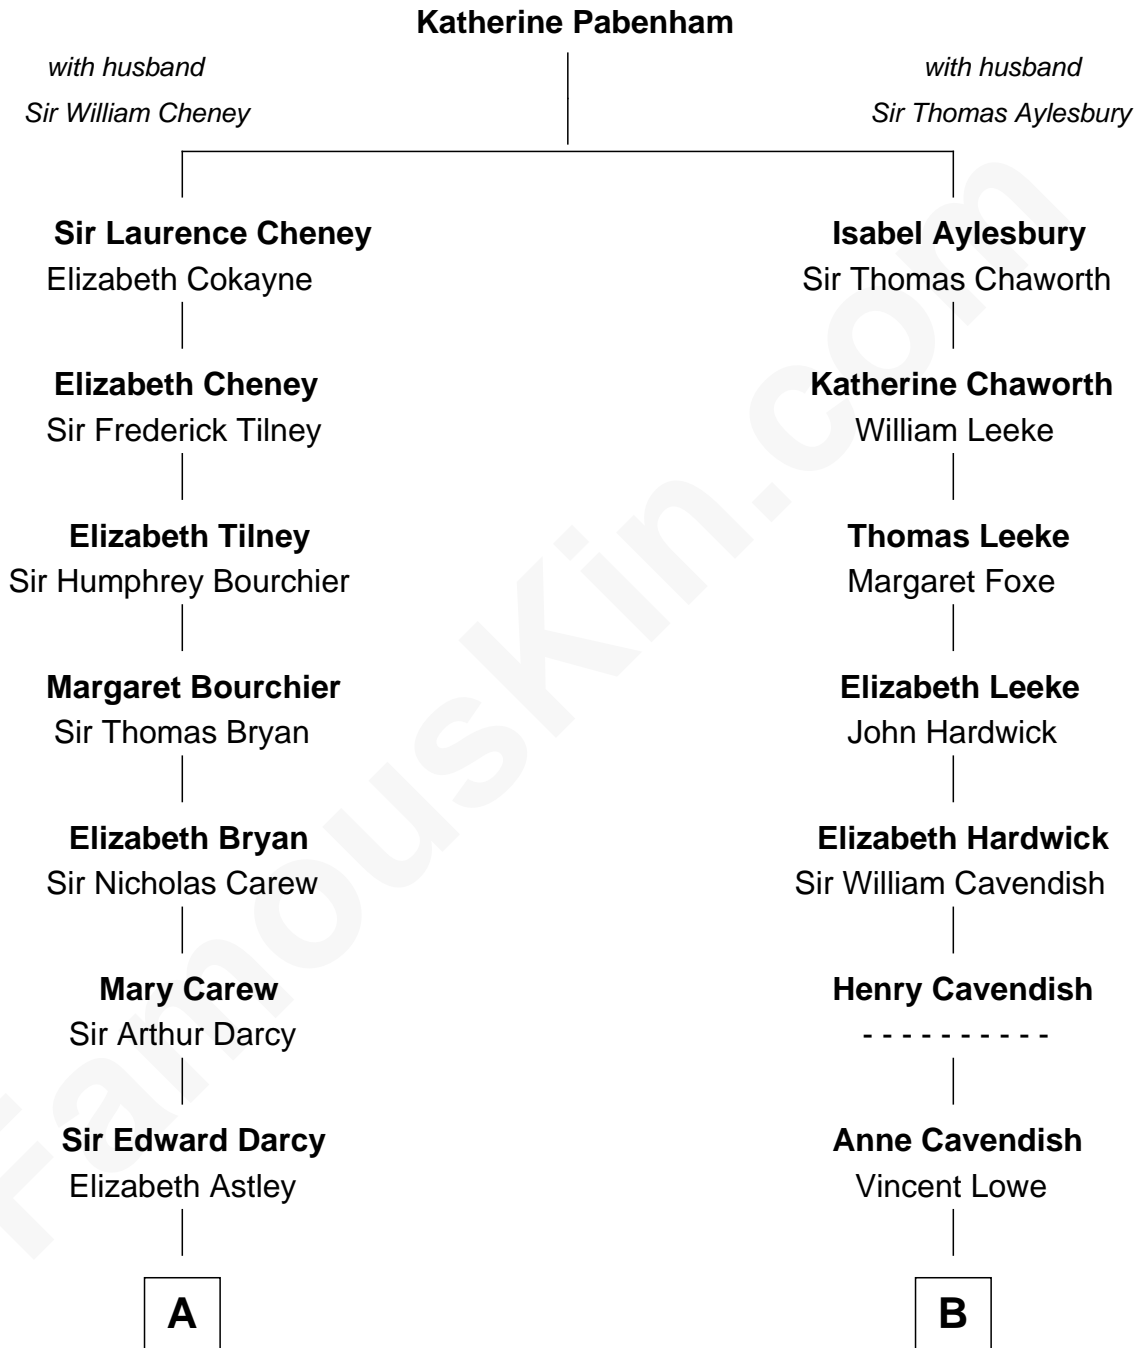 Katherine Pabenham
with husband
Sir William Cheney
with husband
Sir Thomas Aylesbury
Sir Laurence Cheney
Elizabeth Cokayne
Isabel Aylesbury
Sir Thomas Chaworth
Elizabeth Cheney
Sir Frederick Tilney
Katherine Chaworth
William Leeke
Elizabeth Tilney
Sir Humphrey Bourchier
Thomas Leeke
Margaret Foxe
Margaret Bourchier
Sir Thomas Bryan
Elizabeth Leeke
John Hardwick
Elizabeth Bryan
Sir Nicholas Carew
Elizabeth Hardwick
Sir William Cavendish
Mary Carew
Sir Arthur Darcy
Henry Cavendish
- - - - - - - - - -
Sir Edward Darcy
Elizabeth Astley
Anne Cavendish
Vincent Lowe
A
B
FamousKin.com